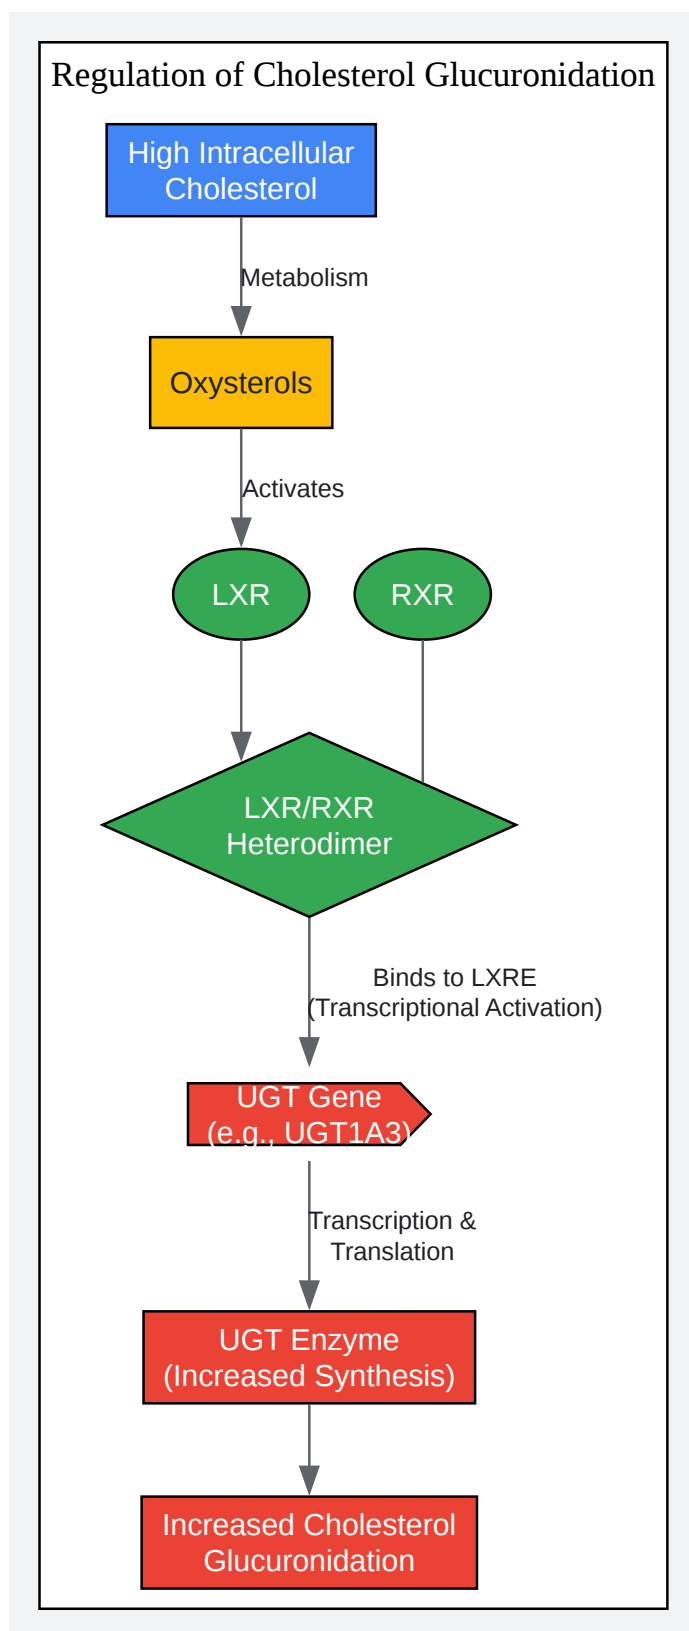 Regulation of Cholesterol Glucuronidation
High Intracellular
Cholesterol
Metabolism
Oxysterols
Activates
LXR
RXR
LXR/RXR
Heterodimer
Binds to LXRE
(Transcriptional Activation)
UGT Gene
(e.g., UGT1A3)
Transcription &
Translation
UGT Enzyme
(Increased Synthesis)
Increased Cholesterol
Glucuronidation